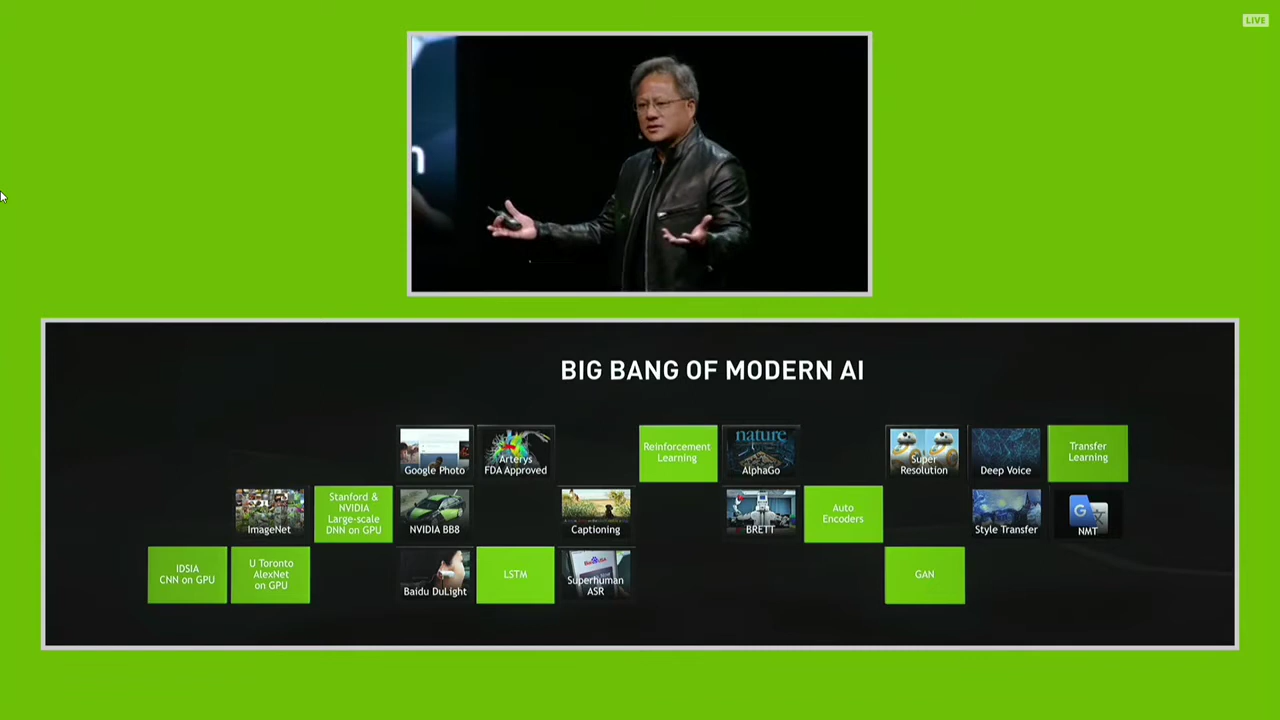 LIVE
n
BIG BANG OF MODERN AI
Google Photo
Arterys
FDA Approved
Reinforcement
Learning
nature
AlphaGo
Super
Resolution
Deep Voice
Transfer
Learning
ImageNet
Stanford &
NVIDIA
Large-scale
DNN on GPU
NVIDIA BB8
Captioning
BRETT
Auto
Encoders
Style Transfer
G
NMT
IDSIA
CNN on GPU
U Toronto
AlexNet
on GPU
Baidu DuLight
LSTM
Superhuman
ASR
GAN